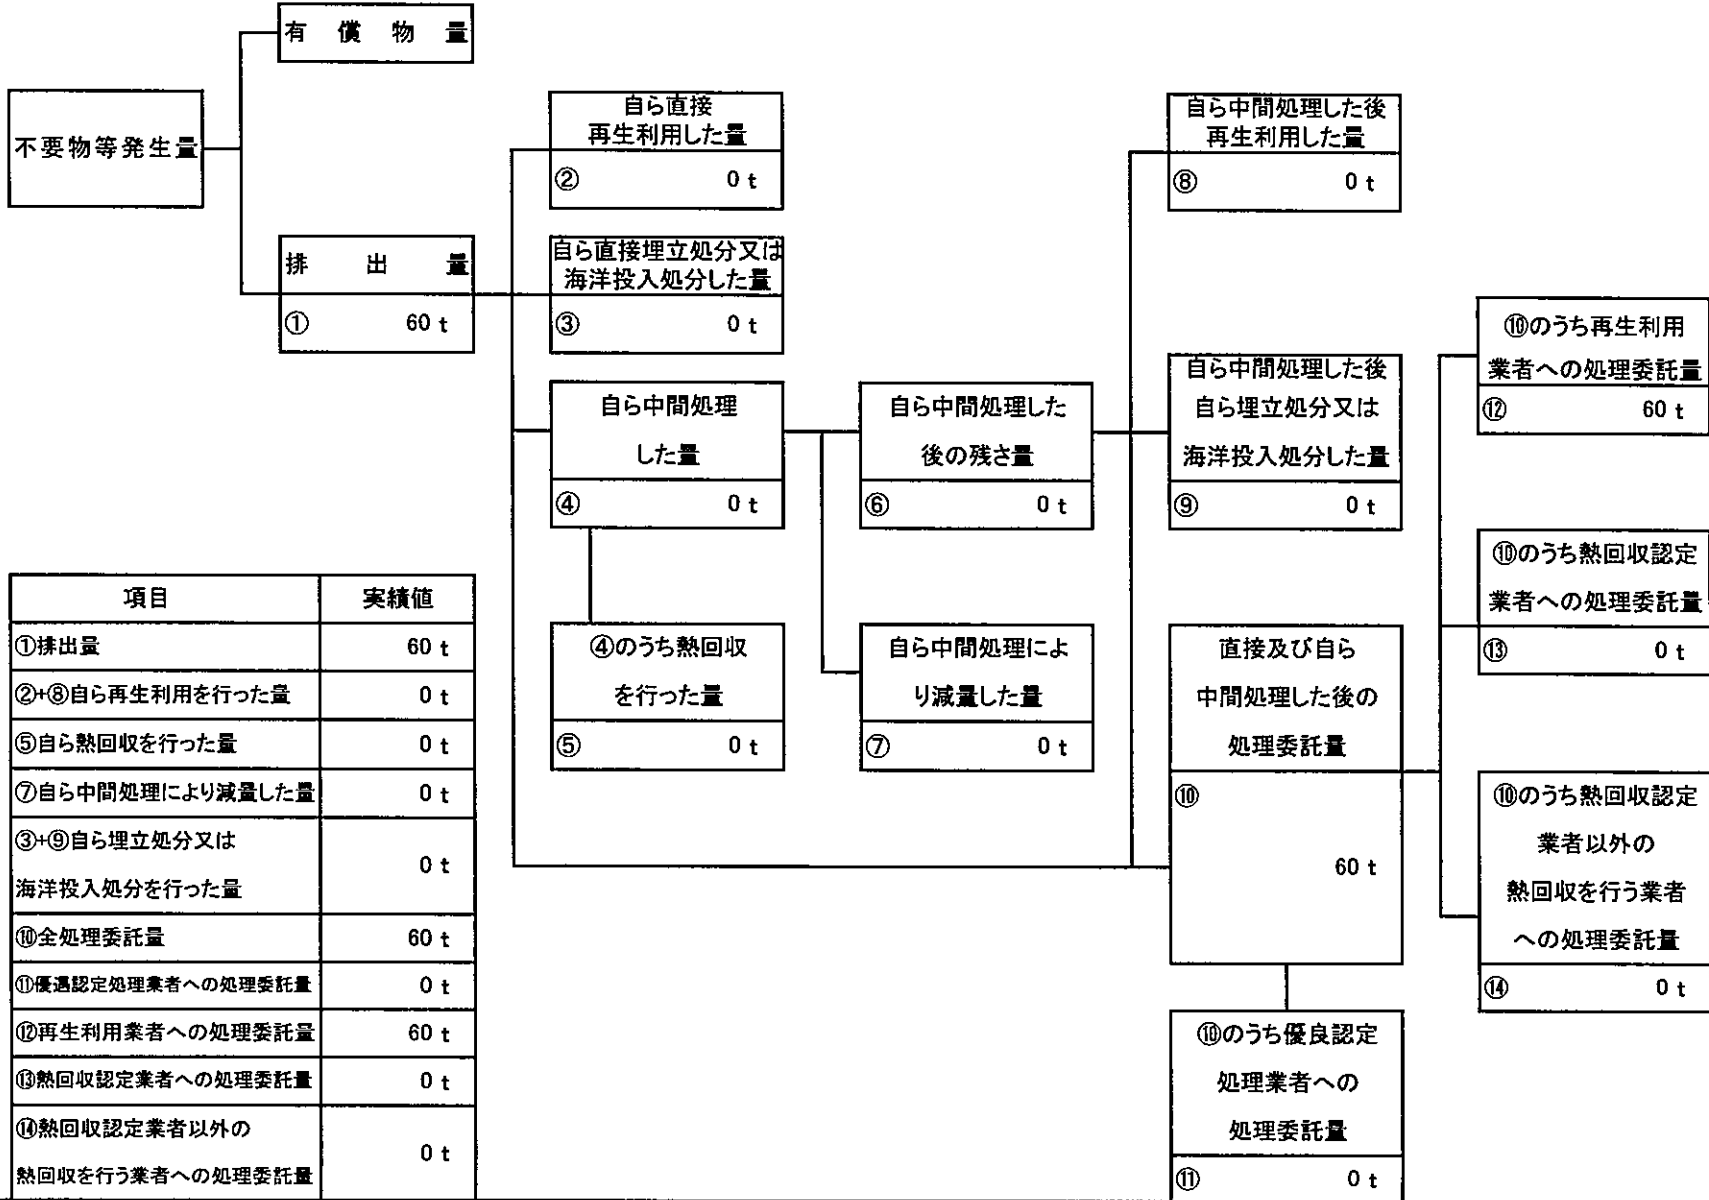 有償物量
不要物等発生量
排出量
① 60 t
自ら直接
再生利用した量
② 0 t
自ら直接埋立処分又は
海洋投入処分した量
③ 0 t
自ら中間処理
した量
④ 0 t
④のうち熱回収
を行った量
⑤ 0 t
自ら中間処理した
後の残さ量
⑥ 0 t
自ら中間処理によ
り減量した量
⑦ 0 t
自ら中間処理した後
再生利用した量
⑧ 0 t
自ら中間処理した後
自ら埋立処分又は
海洋投入処分した量
⑨ 0 t
直接及び自ら
中間処理した後の
処理委託量
⑩
60 t
⑩のうち優良認定
処理業者への
処理委託量
⑪ 0 t
⑩のうち再生利用
業者への処理委託量
⑫ 60 t
⑩のうち熱回収認定
業者への処理委託量
⑬ 0 t
⑩のうち熱回収認定
業者以外の
熱回収を行う業者
への処理委託量
⑭ 0 t
項目 実績値
①排出量 60 t
②+⑧自ら再生利用を行った量 0 t
⑤自ら熱回収を行った量 0 t
⑦自ら中間処理により減量した量 0 t
③+⑨自ら埋立処分又は
海洋投入処分を行った量 0 t
⑩全処理委託量 60 t
⑪優遇認定処理業者への処理委託量 0 t
⑫再生利用業者への処理委託量 60 t
⑬熱回収認定業者への処理委託量 0 t
⑭熱回収認定業者以外の
熱回収を行う業者への処理委託量 0 t